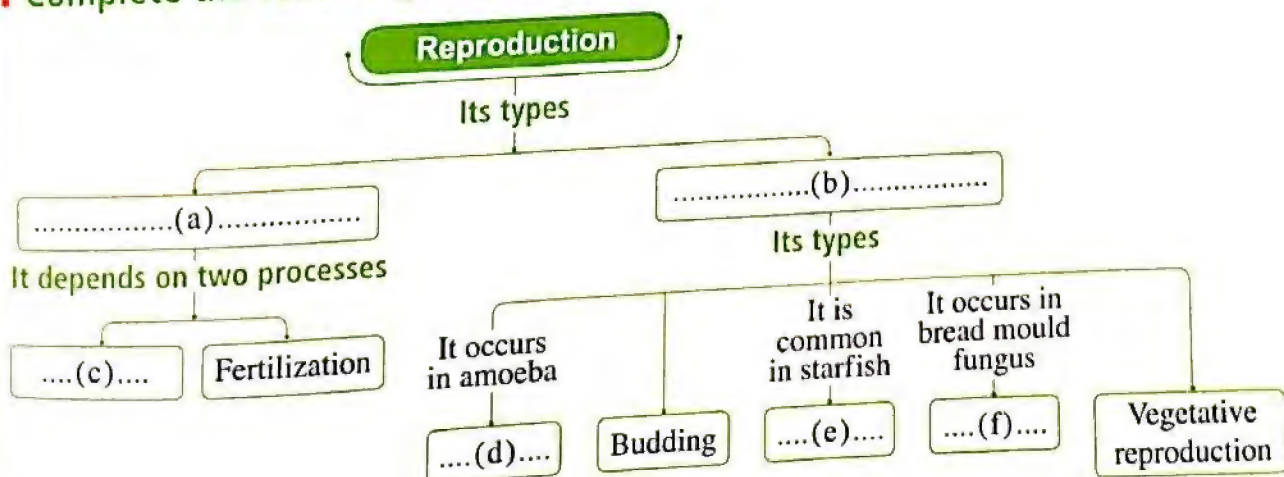 Complete the
Reproduction
Its types
................(a).................
.................(b).................
It depends on two processes
Its types
....(c)....
Fertilization
It occurs
in amoeba
....(d)....
Budding
It is
common
in starfish
....(e)....
It occurs in
bread mould
fungus
....(f)....
Vegetative
reproduction